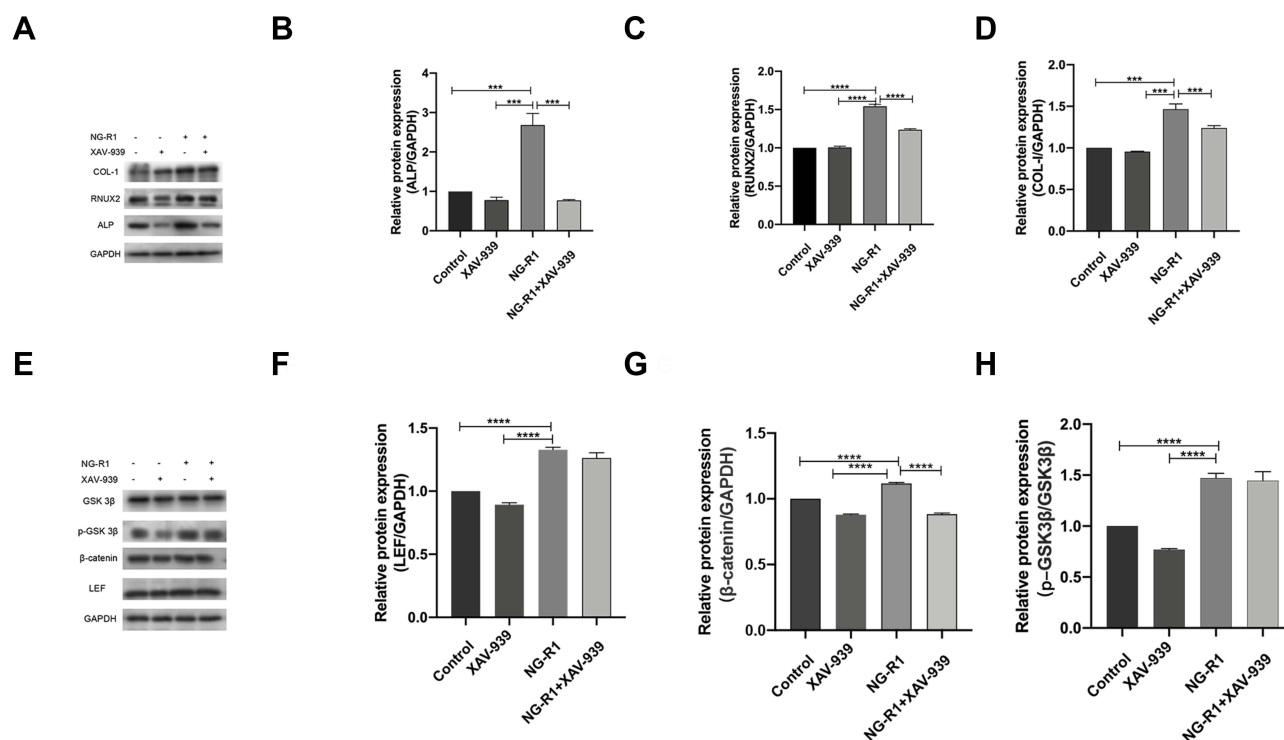 A
NG-R1 - - + +
XAV-939 - + - +
COL-1
RNUX2
ALP
GAPDH
B
Relative protein expression
(ALP/GAPDH)
4
3
2
1
0
***
*** ***
Control
XAV-939
NG-R1
NG-R1+XAV-939
C
Relative protein expression
(RUNX2/GAPDH)
2.0
1.5
1.0
0.5
0.0
****
**** ****
Control
XAV-939
NG-R1
NG-R1+XAV-939
D
Relative protein expression
(COL-I/GAPDH)
2.0
1.5
1.0
0.5
0.0
***
*** ***
Control
XAV-939
NG-R1
NG-R1+XAV-939
E
NG-R1 - - + +
XAV-939 - + - +
GSK 3β
p-GSK 3β
β-catenin
LEF
GAPDH
F
Relative protein expression
(LEF/GAPDH)
1.5
1.0
0.5
0.0
****
****
Control
XAV-939
NG-R1
NG-R1+XAV-939
G
Relative protein expression
(β-catenin/GAPDH)
1.5
1.0
0.5
0.0
****
**** ****
Control
XAV-939
NG-R1
NG-R1+XAV-939
H
Relative protein expression
(p−GSK3β/GSK3β)
2.0
1.5
1.0
0.5
0.0
****
****
Control
XAV-939
NG-R1
NG-R1+XAV-939